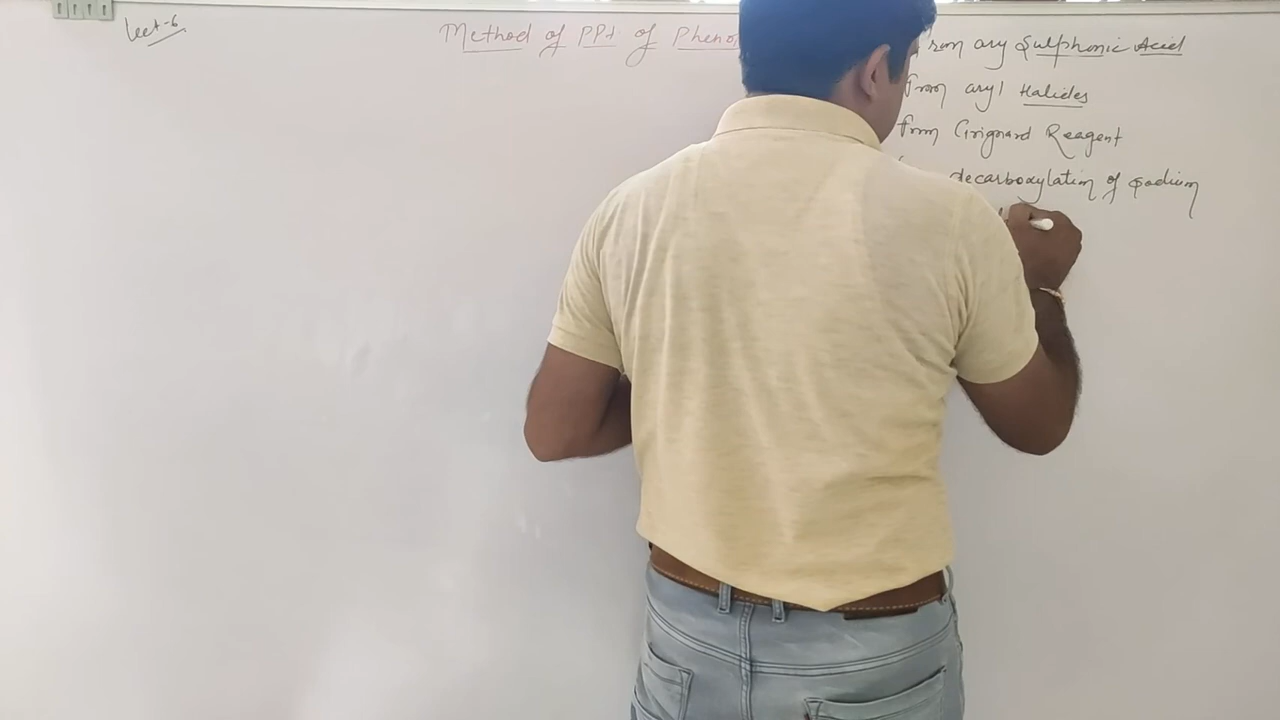 Lect-6
Method of PPt of Pheno
from ary Sulphonic Acid
from aryl Halides
from Grignard Reagent
decarboxylation of sodium